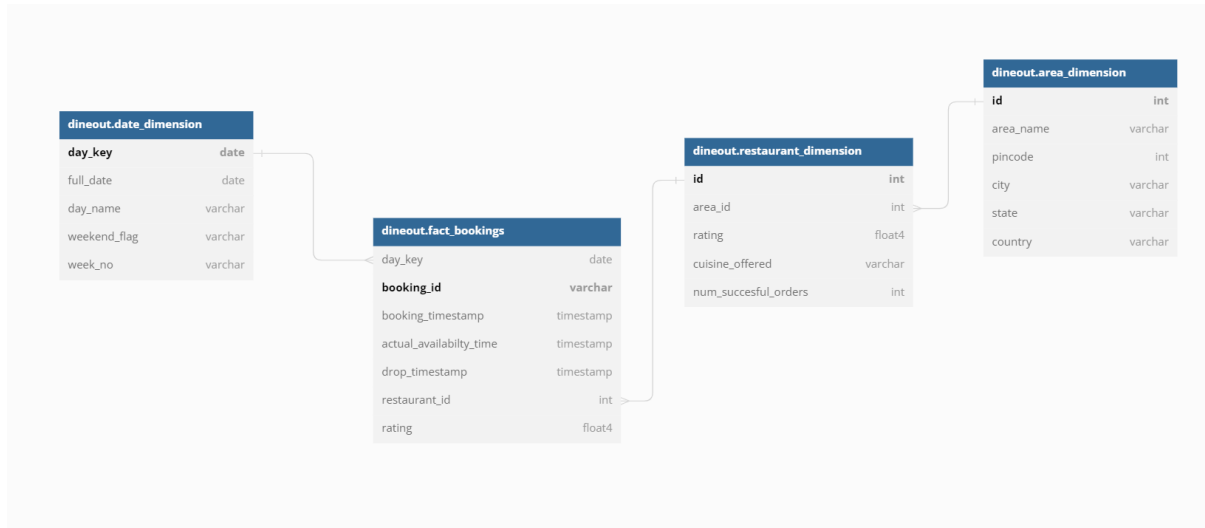 dineout.date_dimension
day_key date
full_date date
day_name varchar
weekend_flag varchar
week_no varchar
dineout.fact_bookings
day_key date
booking_id varchar
booking_timestamp timestamp
actual_availabilty_time timestamp
drop_timestamp timestamp
restaurant_id int
rating float4
dineout.restaurant_dimension
id int
area_id int
rating float4
cuisine_offered varchar
num_succesful_orders int
dineout.area_dimension
id int
area_name varchar
pincode int
city varchar
state varchar
country varchar